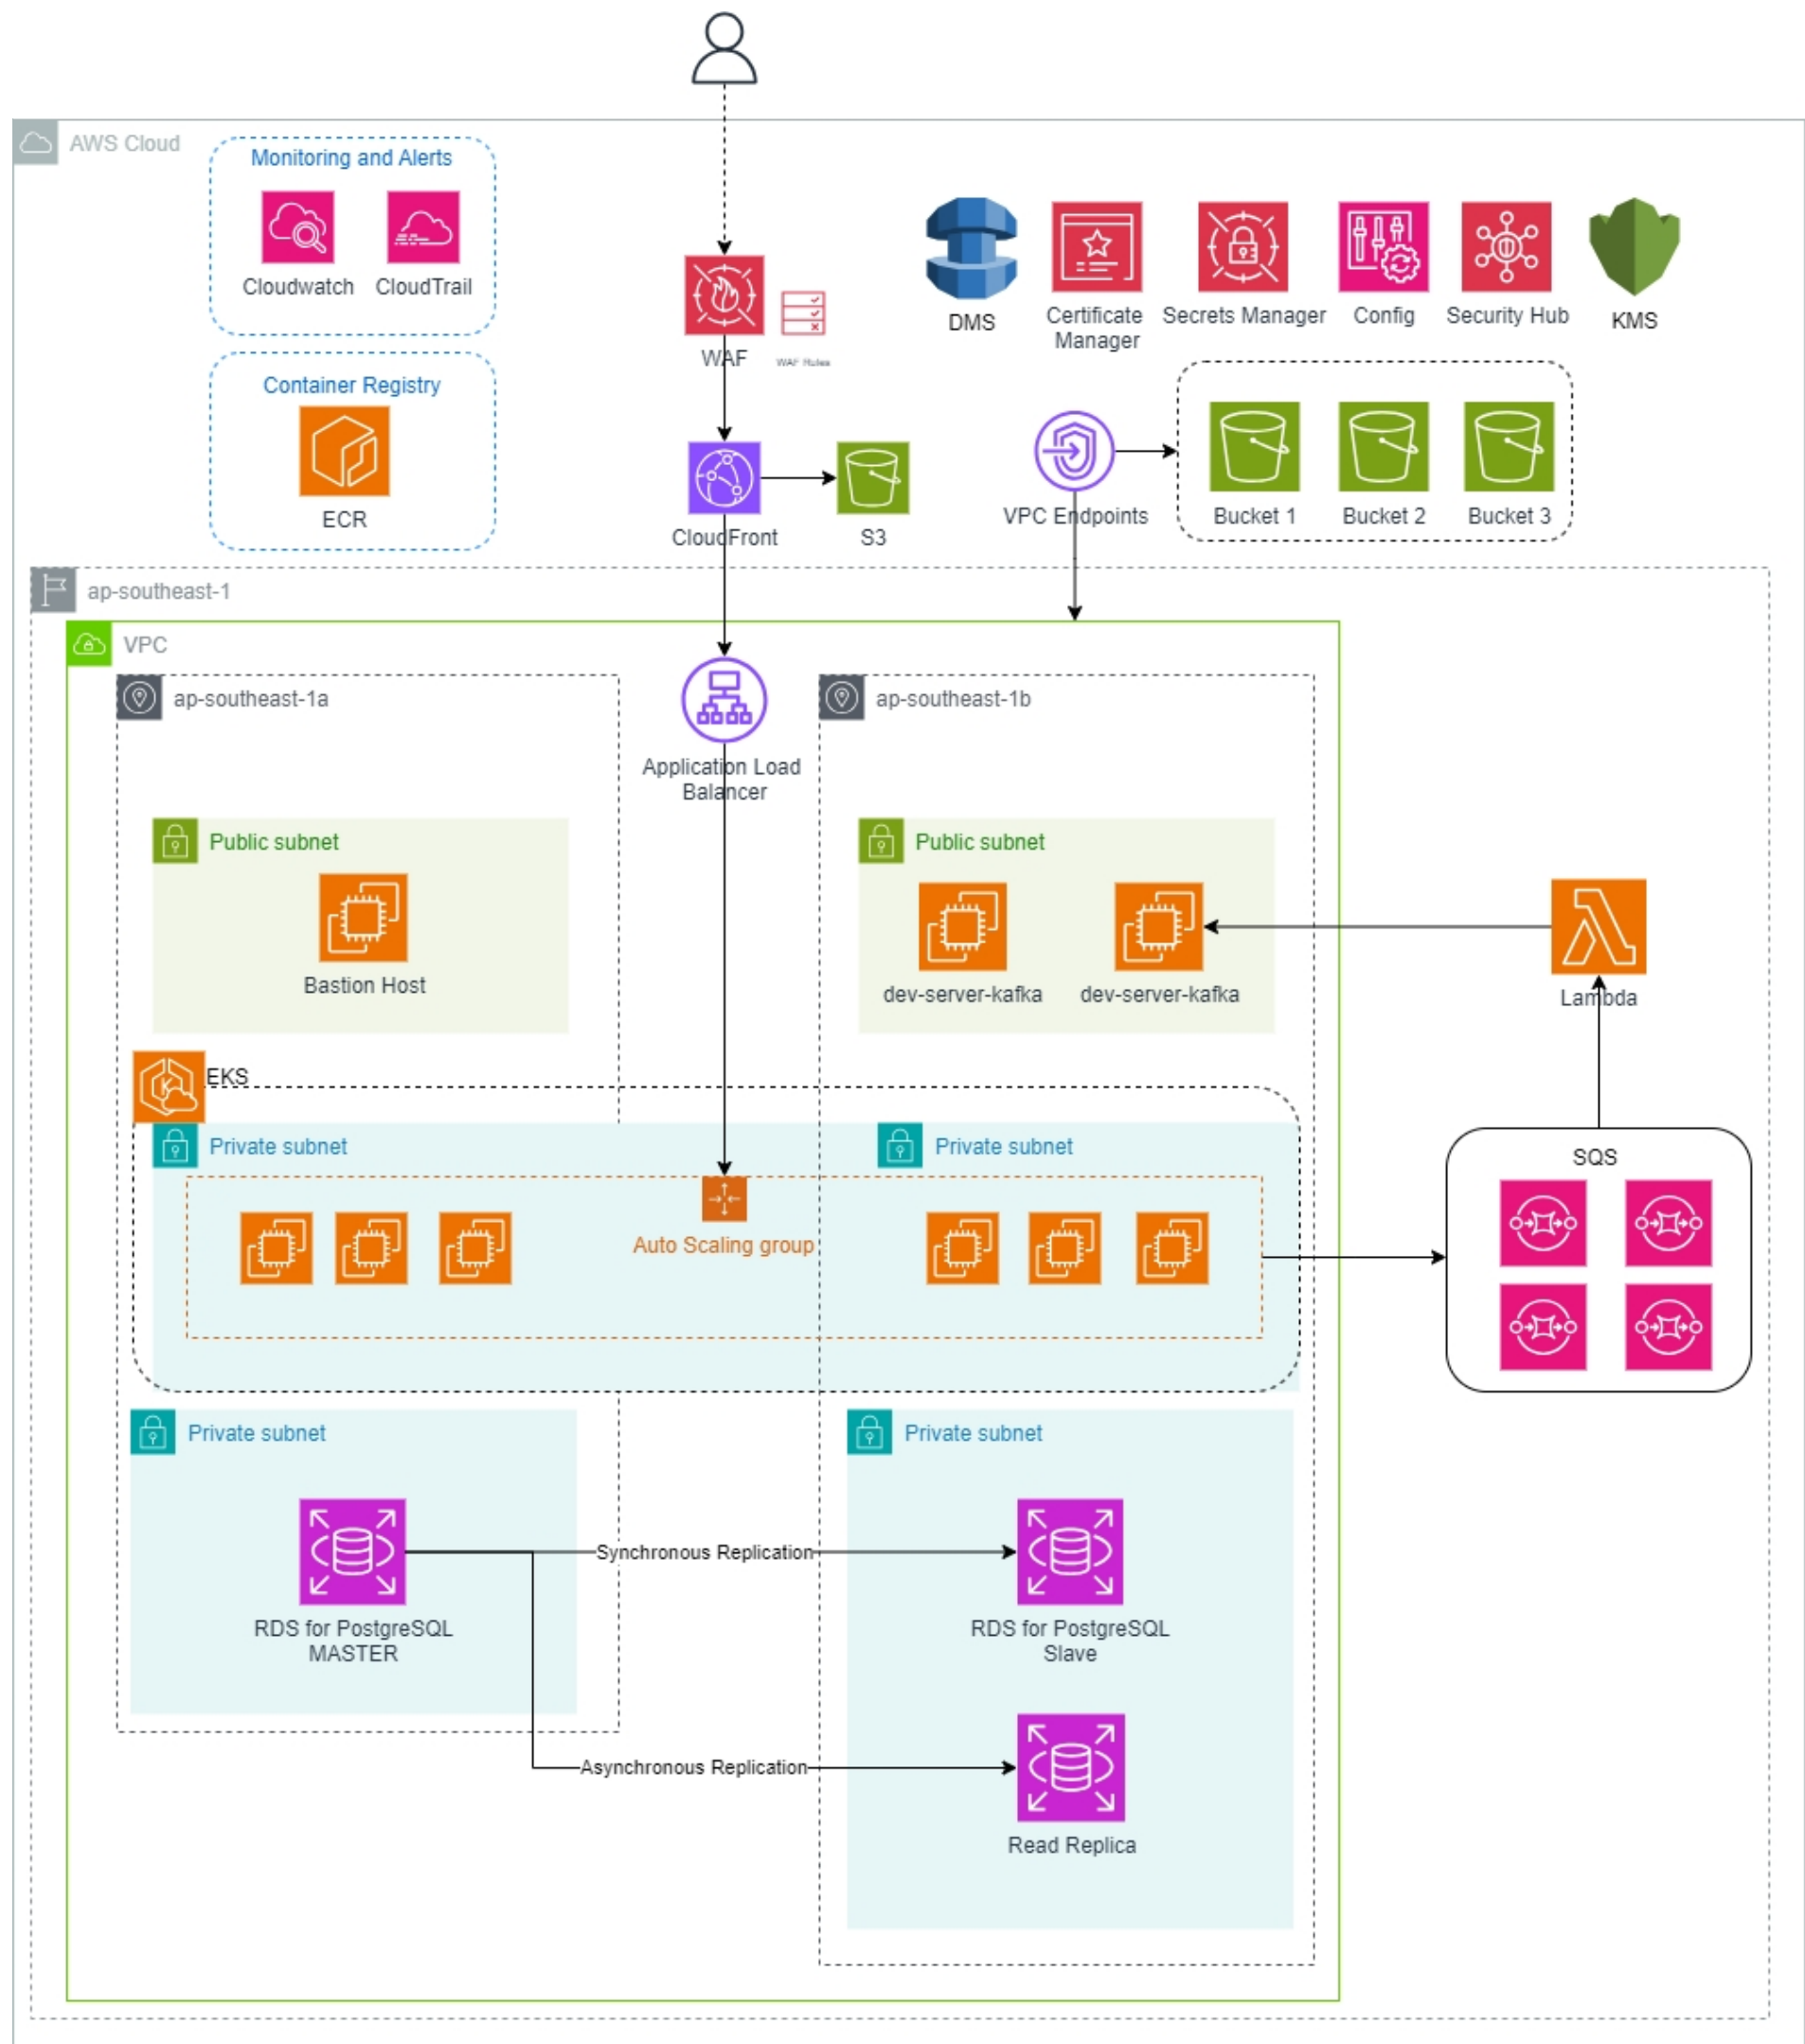 AWS Cloud
Monitoring and Alerts
Cloudwatch
CloudTrail
Container Registry
ECR
WAF
WAF Rules
CloudFront
S3
DMS
Certificate
Manager
Secrets Manager
Config
Security Hub
KMS
VPC Endpoints
Bucket 1
Bucket 2
Bucket 3
ap-southeast-1
VPC
ap-southeast-1a
ap-southeast-1b
Application Load
Balancer
Public subnet
Bastion Host
Public subnet
dev-server-kafka
dev-server-kafka
Lambda
EKS
Private subnet
Private subnet
Auto Scaling group
SQS
Private subnet
Private subnet
RDS for PostgreSQL
MASTER
Synchronous Replication
RDS for PostgreSQL
Slave
Asynchronous Replication
Read Replica